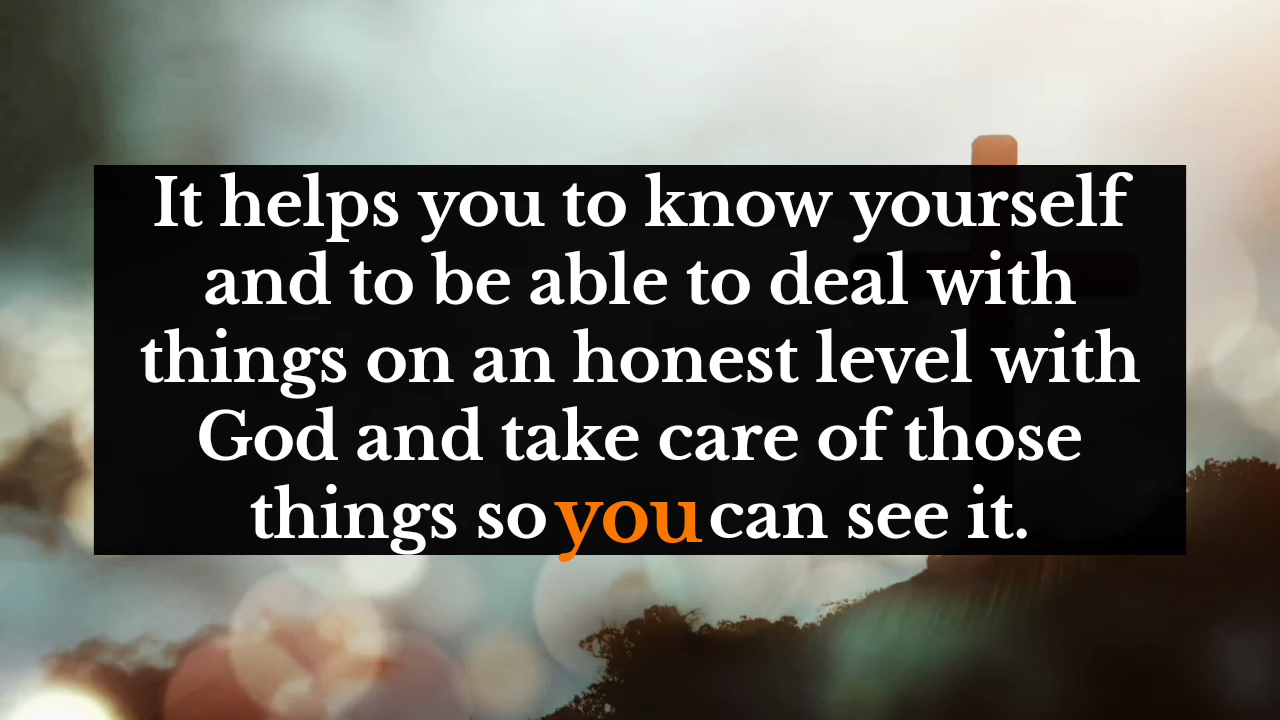 It helps you to know yourself
and to be able to deal with
things on an honest level with
God and take care of those
things so you can see it.